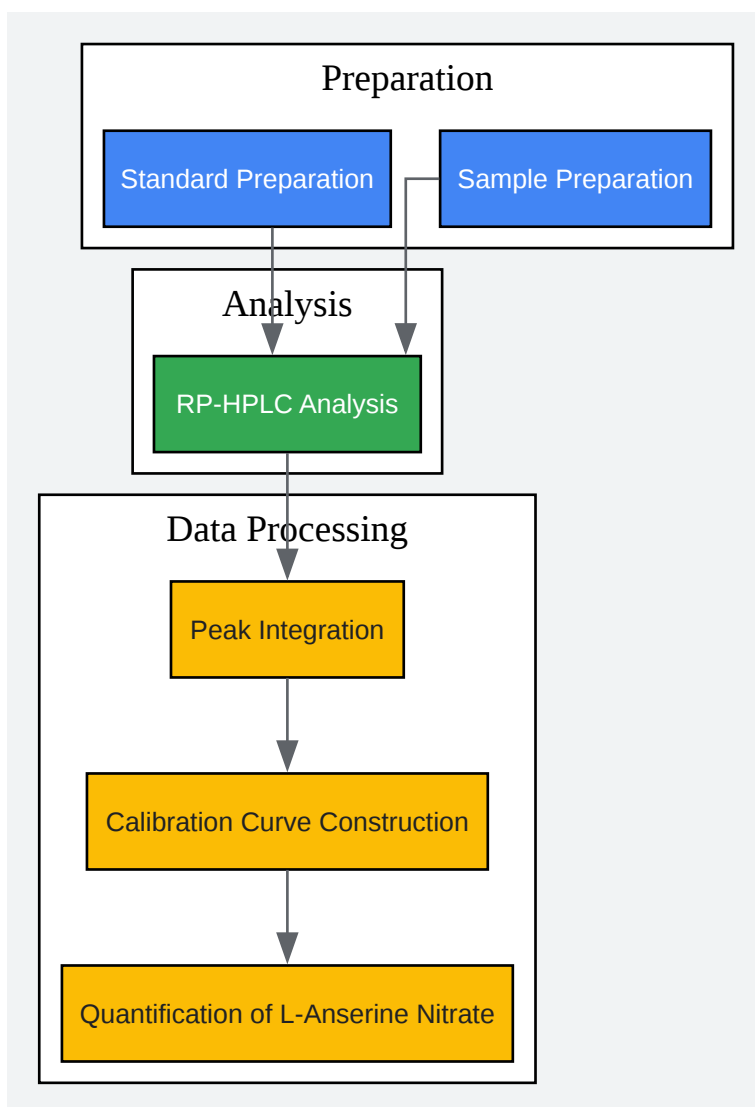 Preparation
Standard Preparation
Sample Preparation
Analysis
RP-HPLC Analysis
Data Processing
Peak Integration
Calibration Curve Construction
Quantification of L-Anserine Nitrate